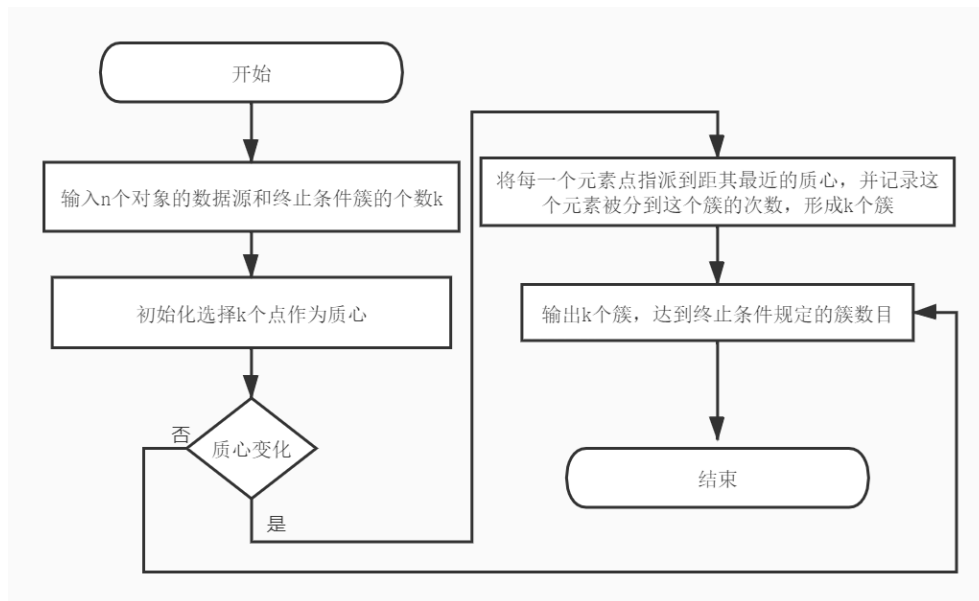 开始
输入n个对象的数据源和终止条件簇的个数k
初始化选择k个点作为质心
质心变化
否
是
将每一个元素点指派到距其最近的质心，并记录这
个元素被分到这个簇的次数，形成k个簇
输出k个簇，达到终止条件规定的簇数目
结束